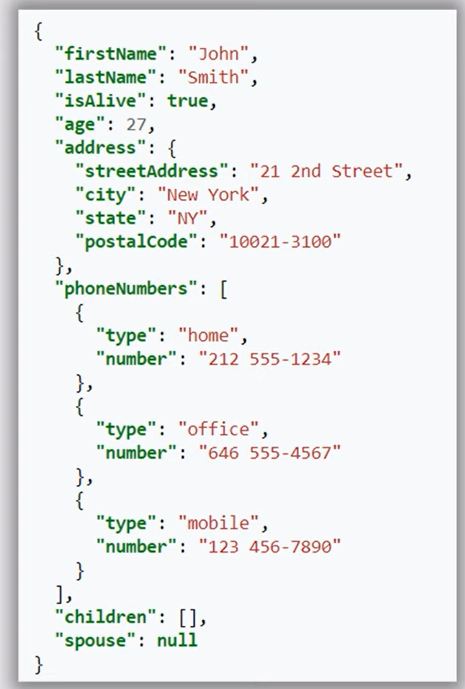 {
  "firstName": "John",
  "lastName": "Smith",
  "isAlive": true,
  "age": 27,
  "address": {
    "streetAddress": "21 2nd Street",
    "city": "New York",
    "state": "NY",
    "postalCode": "10021-3100"
  },
  "phoneNumbers": [
    {
      "type": "home",
      "number": "212 555-1234"
    },
    {
      "type": "office",
      "number": "646 555-4567"
    },
    {
      "type": "mobile",
      "number": "123 456-7890"
    }
  ],
  "children": [],
  "spouse": null
}